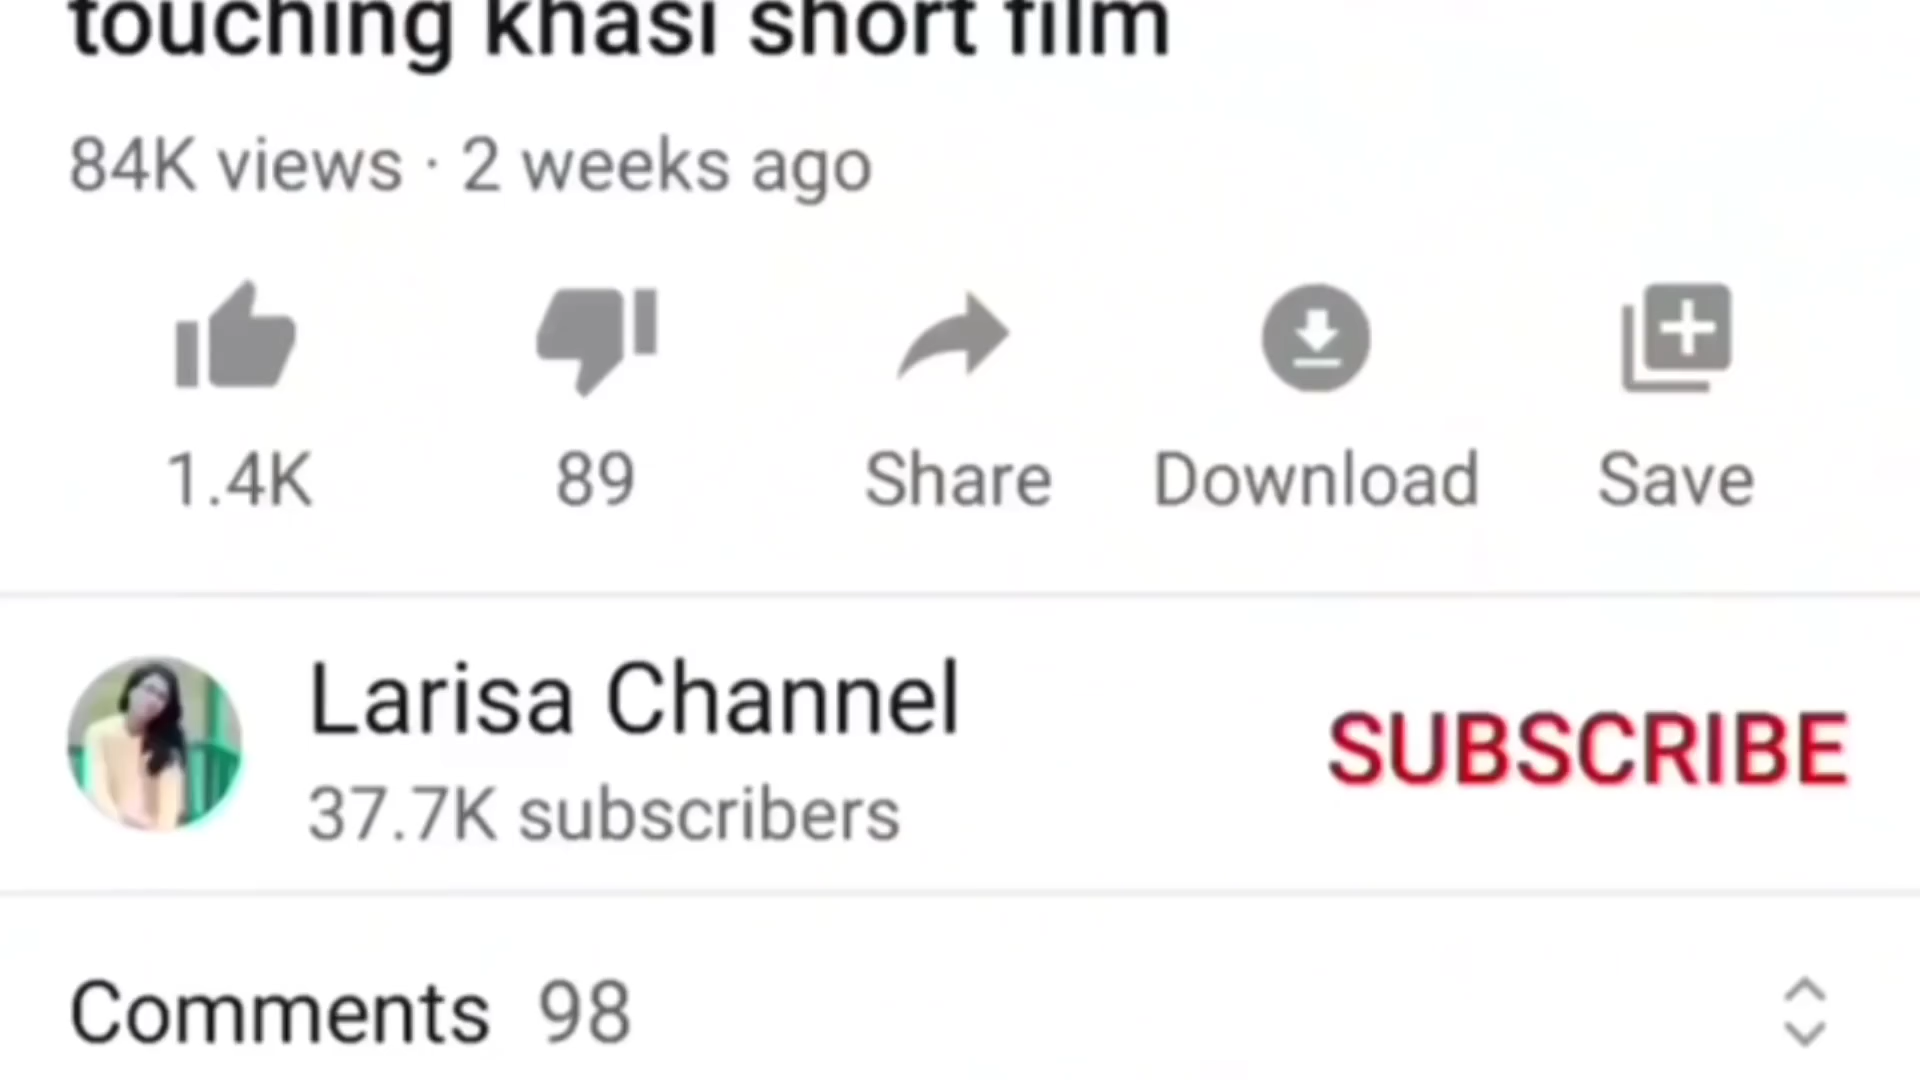 touching khasi short film
84K views · 2 weeks ago
1.4K
89
Share
Download
Save
Larisa Channel
37.7K subscribers
SUBSCRIBE
Comments 98